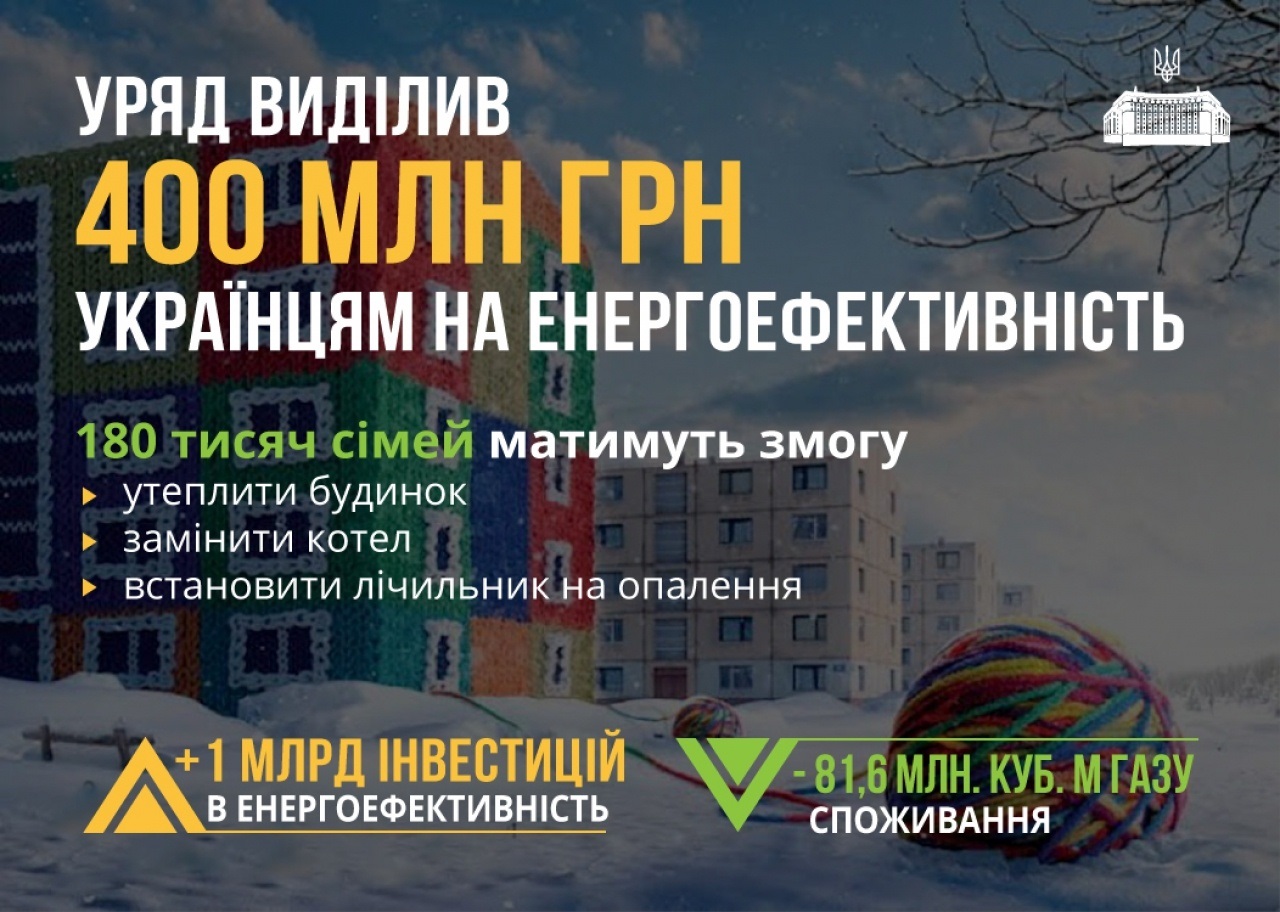 УРЯД ВИДІЛИВ
400 МЛН ГРН
УКРАЇНЦЯМ НА ЕНЕРГОЕФЕКТИВНІСТЬ
180 тисяч сімей матимуть змогу
утеплити будинок
замінити котел
встановити лічильник на опалення
+ 1 МЛРД ІНВЕСТИЦІЙ
В ЕНЕРГОЕФЕКТИВНІСТЬ
- 81,6 МЛН. КУБ. М ГАЗУ
СПОЖИВАННЯ